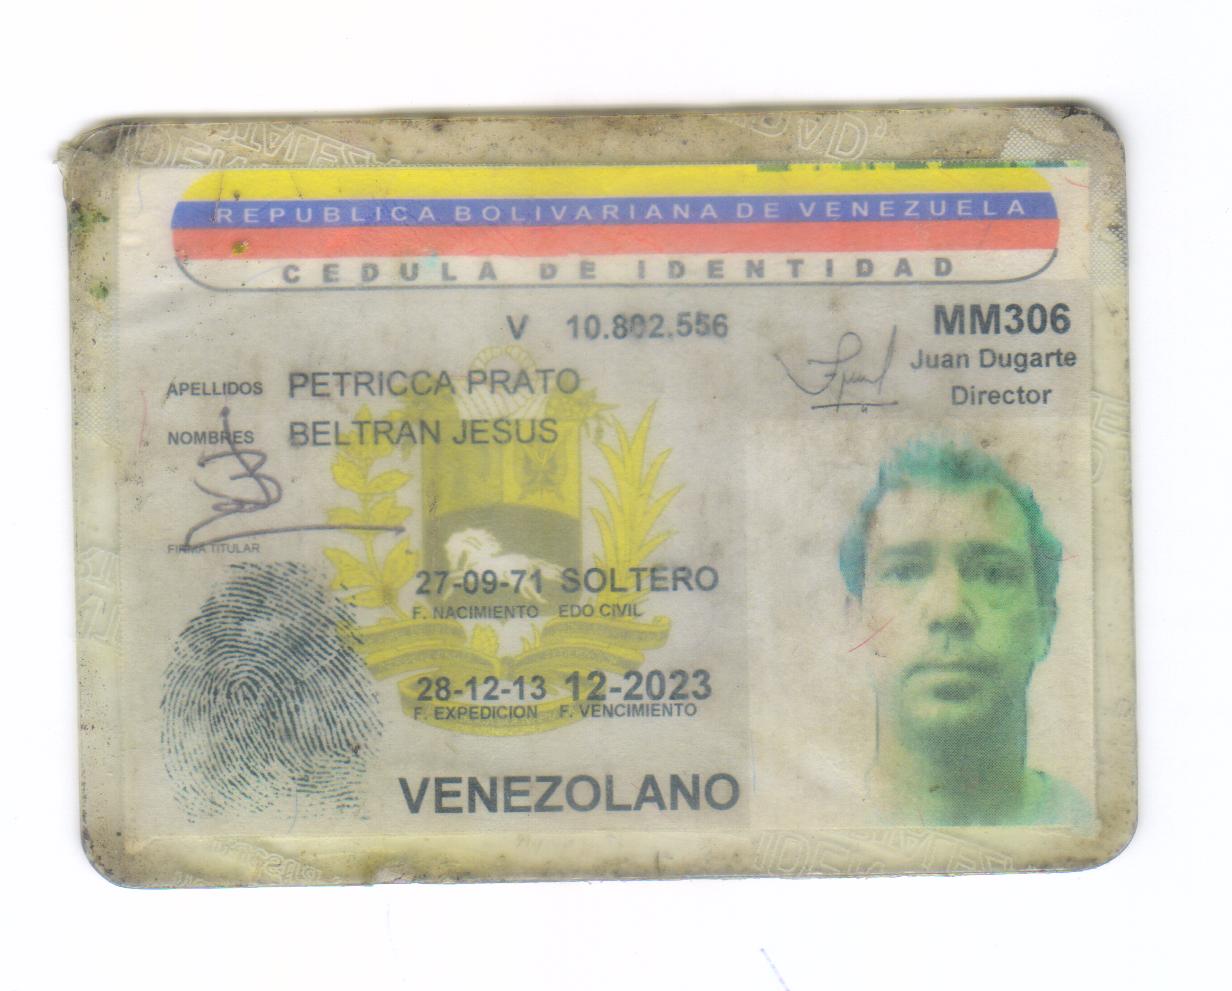 REPUBLICA BOLIVARIANA DE VENEZUELA
CEDULA DE IDENTIDAD
V 10.802.556
MM306
Juan Dugarte
Director
APELLIDOS PETRICCA PRATO
NOMBRES BELTRAN JESUS
FIRMA TITULAR
27-09-71 SOLTERO
F. NACIMIENTO EDO CIVIL
28-12-13 12-2023
F. EXPEDICION F. VENCIMIENTO
VENEZOLANO